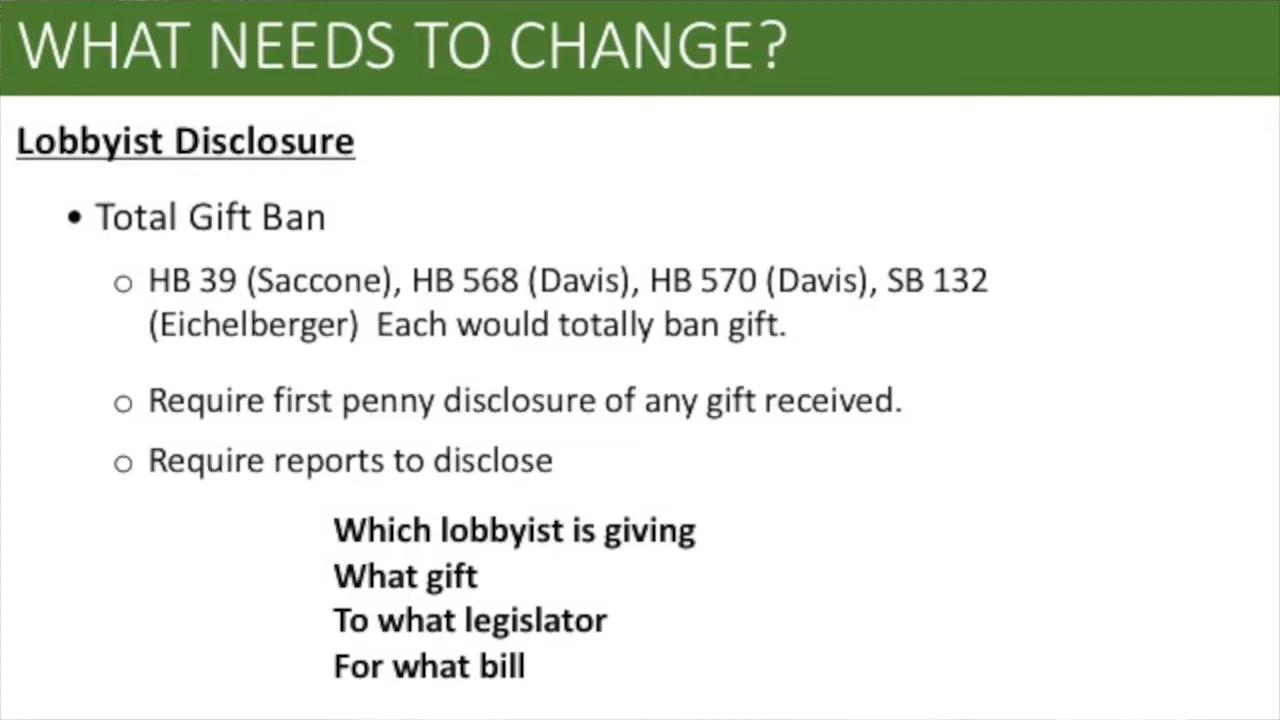 WHAT NEEDS TO CHANGE?
Lobbyist Disclosure
• Total Gift Ban
o HB 39 (Saccone), HB 568 (Davis), HB 570 (Davis), SB 132
(Eichelberger) Each would totally ban gift.
o Require first penny disclosure of any gift received.
o Require reports to disclose
Which lobbyist is giving
What gift
To what legislator
For what bill